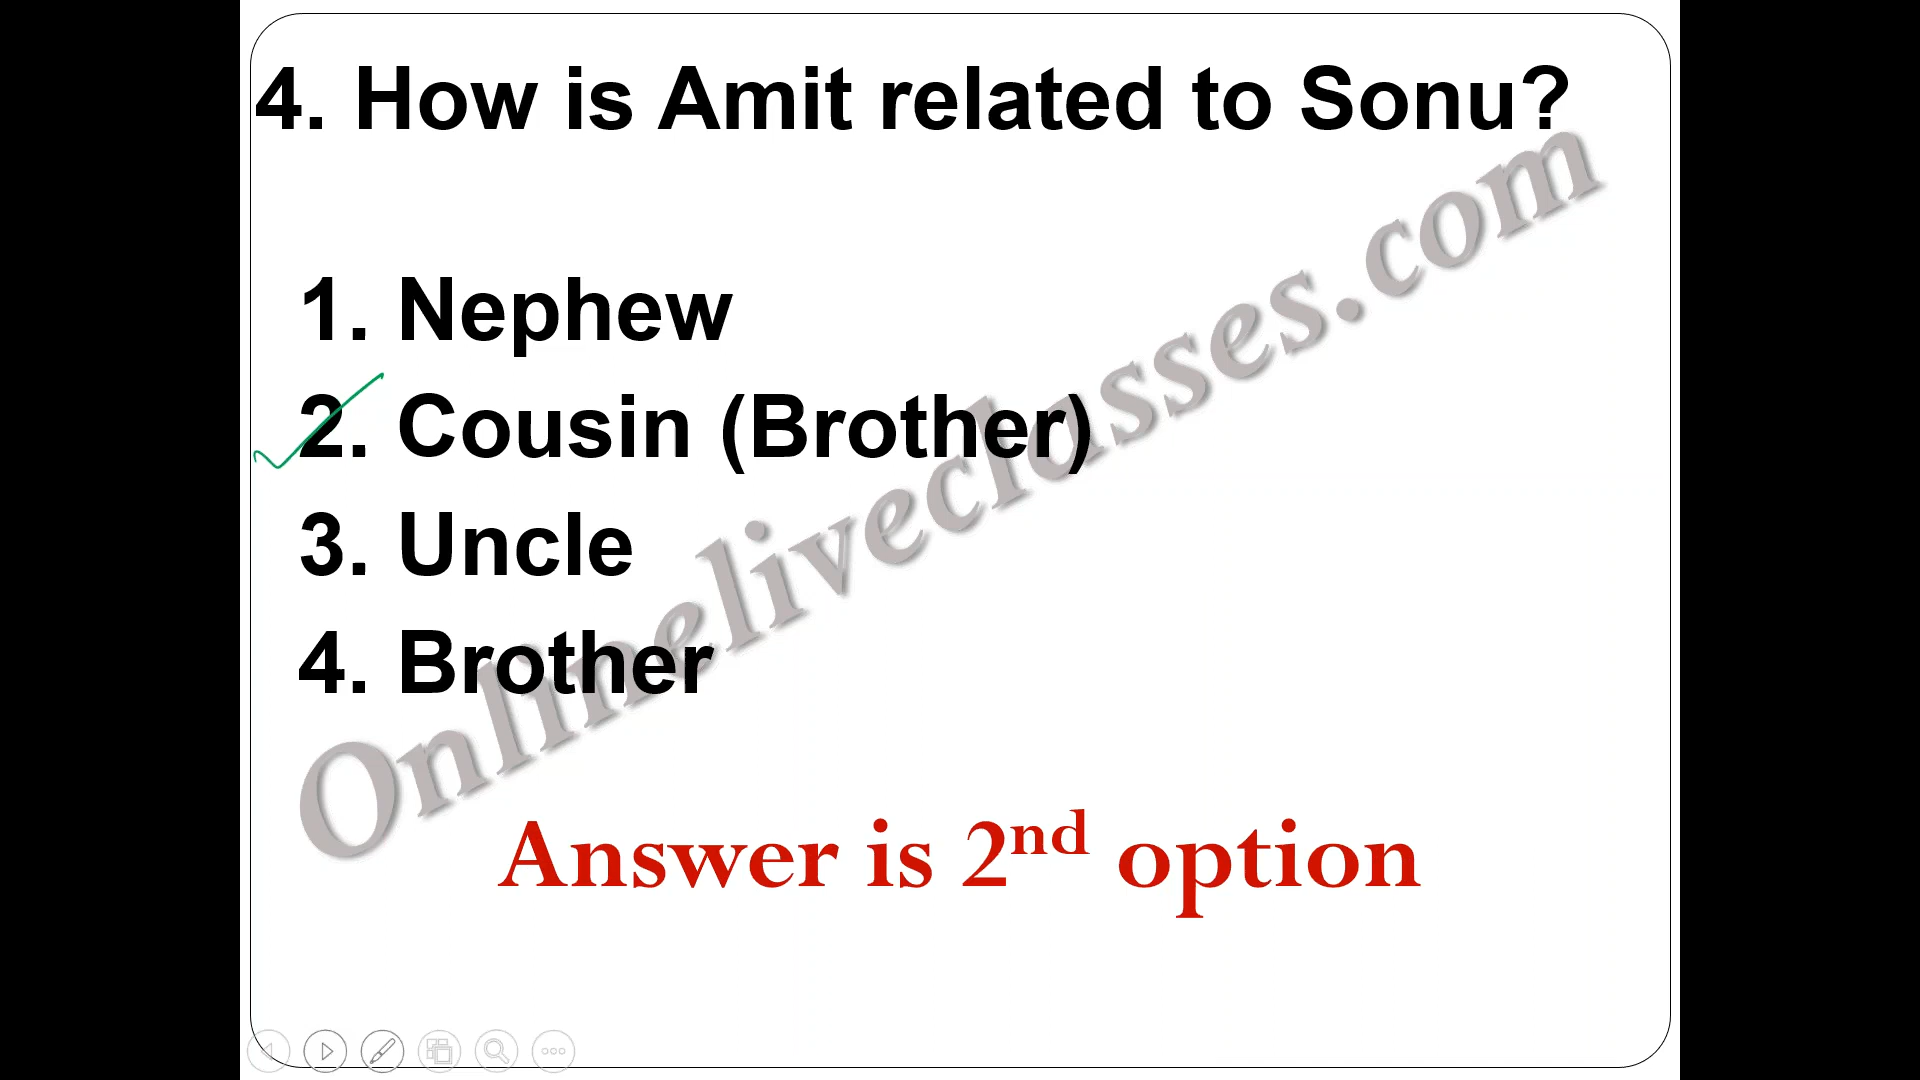 4. How is Amit related to Sonu?
1. Nephew
2. Cousin (Brother)
3. Uncle
4. Brother
Onlineliveclasses.com
Answer is 2nd option